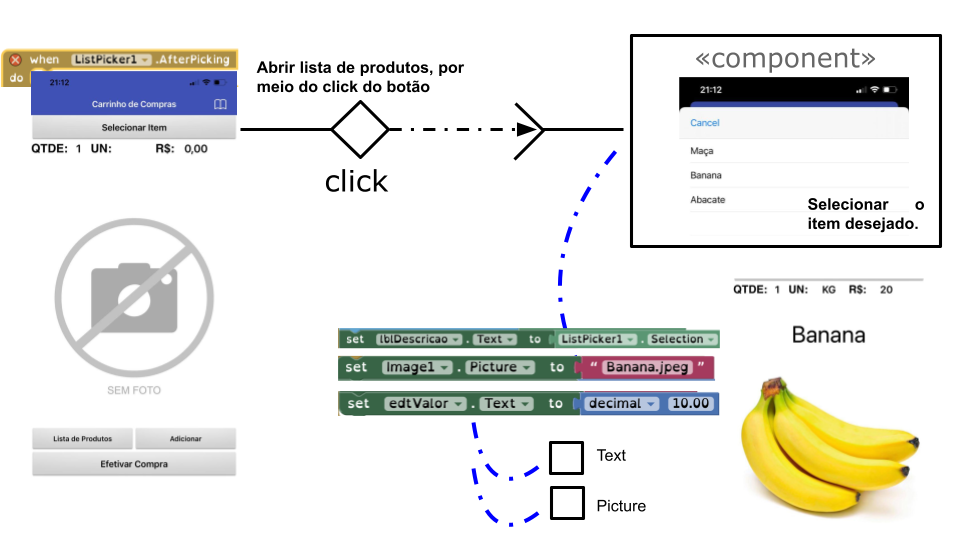 when ListPicker1 .AfterPicking
do
21:12
Carrinho de Compras
Selecionar Item
QTDE: 1 UN: R$: 0,00
SEM FOTO
Lista de Produtos Adicionar
Efetivar Compra
Abrir lista de produtos, por
meio do click do botão
click
«component»
21:12
Cancel
Maça
Banana
Abacate
Selecionar o
item desejado.
set lblDescricao . Text to ListPicker1 . Selection
set Image1 . Picture to “ Banana.jpeg ”
set edtValor . Text to decimal 10.00
Text
Picture
QTDE: 1 UN: KG R$: 20
Banana